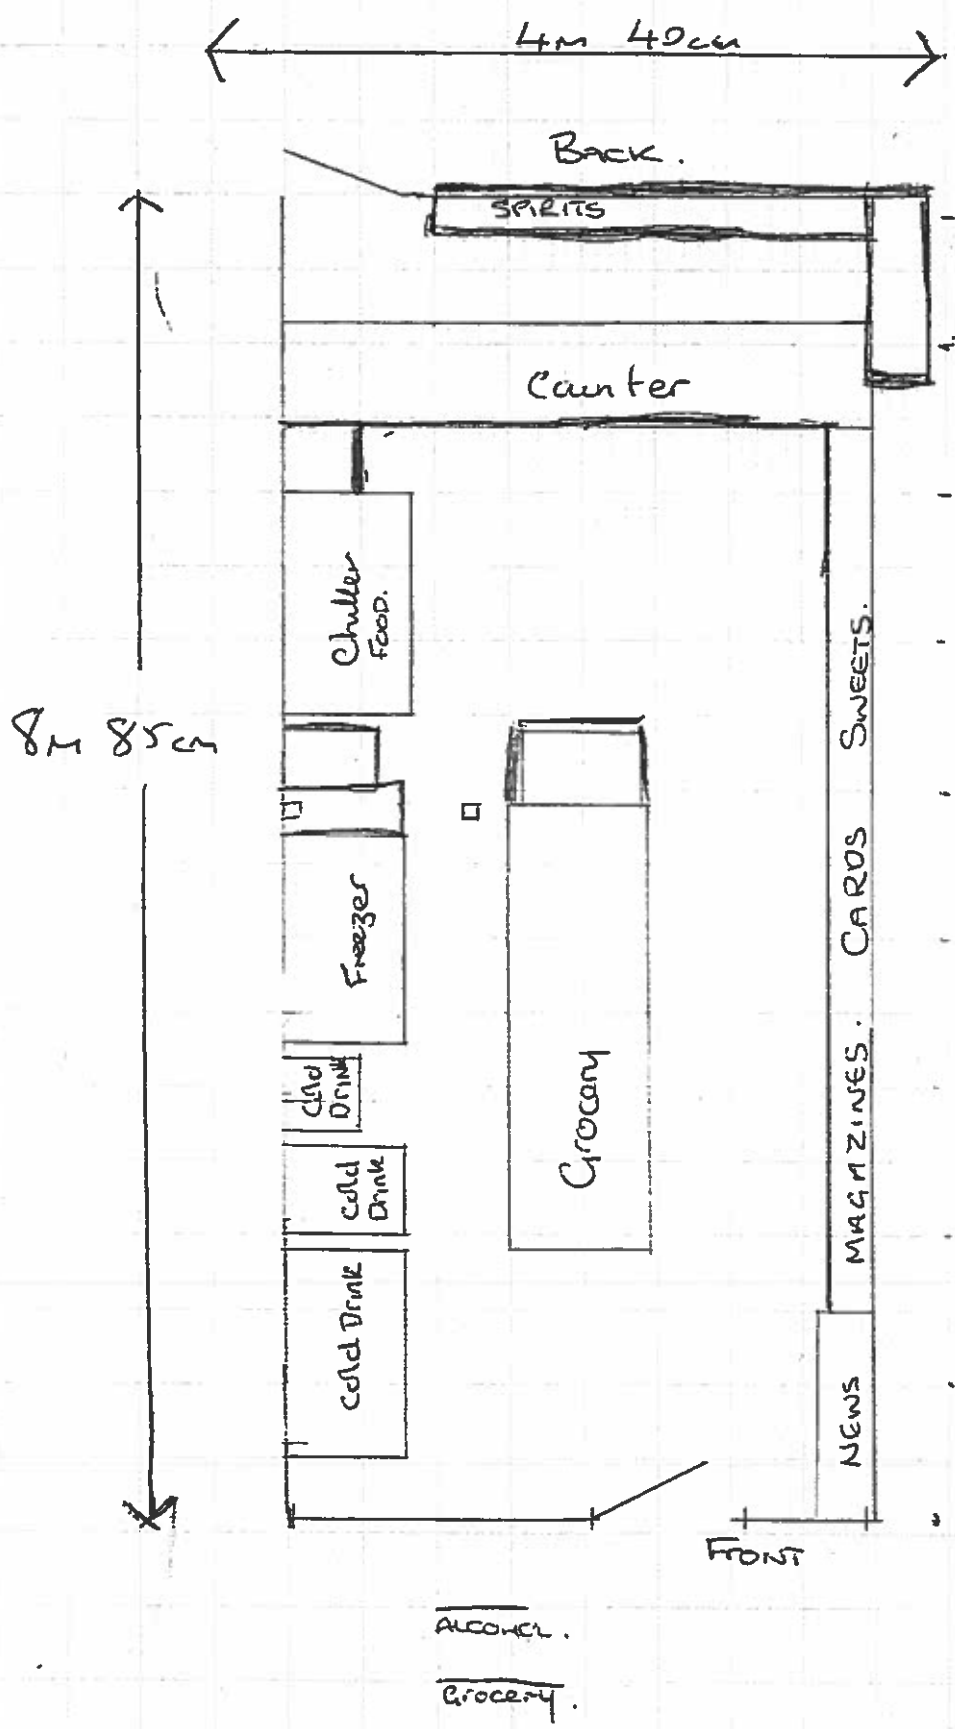 4m 40cm
Back.
SPIRITS
Counter
Chiller
FOOD.
8m 85cm
Freezer
Cold
Drink
Cold
Drink
Cold Drink
Grocery
MAGAZINES. CARDS SWEETS.
NEWS
FRONT
ALCOHOL.
Grocery.